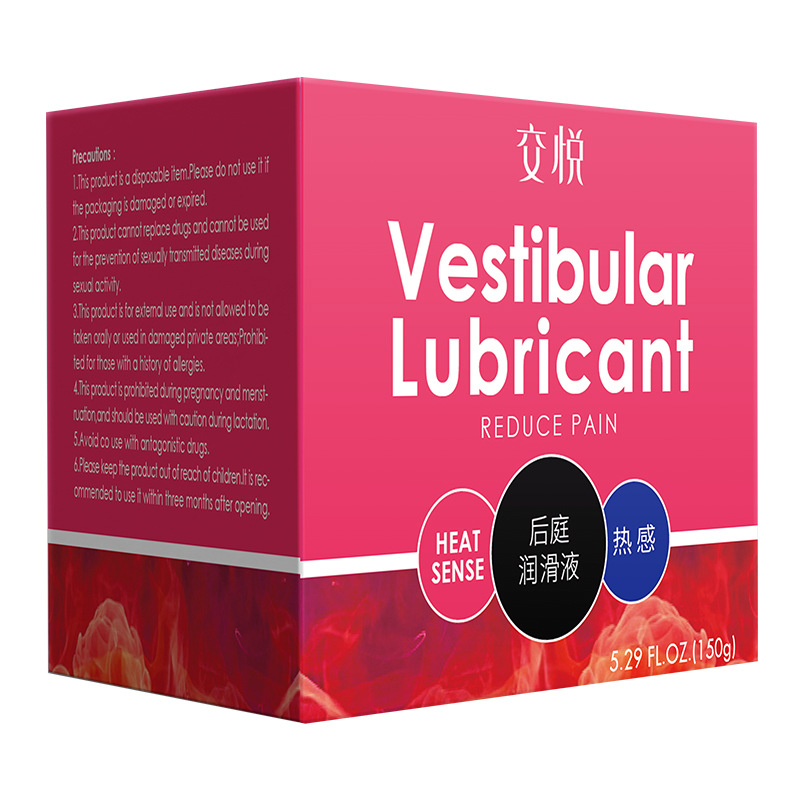 Precautions :
1.This product is a disposable item.Please do not use it if
the packaging is damaged or expired.
2.This product cannot replace drugs and cannot be used
for the prevention of sexually transmitted diseases during
sexual activity.
3.This product is for external use and is not allowed to be
taken orally or used in damaged private areas;Prohibi-
ted for those with a history of allergies.
4.This product is prohibited during pregnancy and menst-
ruation,and should be used with caution during lactation.
5.Avoid co use with antagonistic drugs.
6.Please keep the product out of reach of children.It is rec-
ommended to use it within three months after opening.
交悦
Vestibular
Lubricant
REDUCE PAIN
HEAT
SENSE
后庭
润滑液
热感
5.29 FL.OZ.(150g)